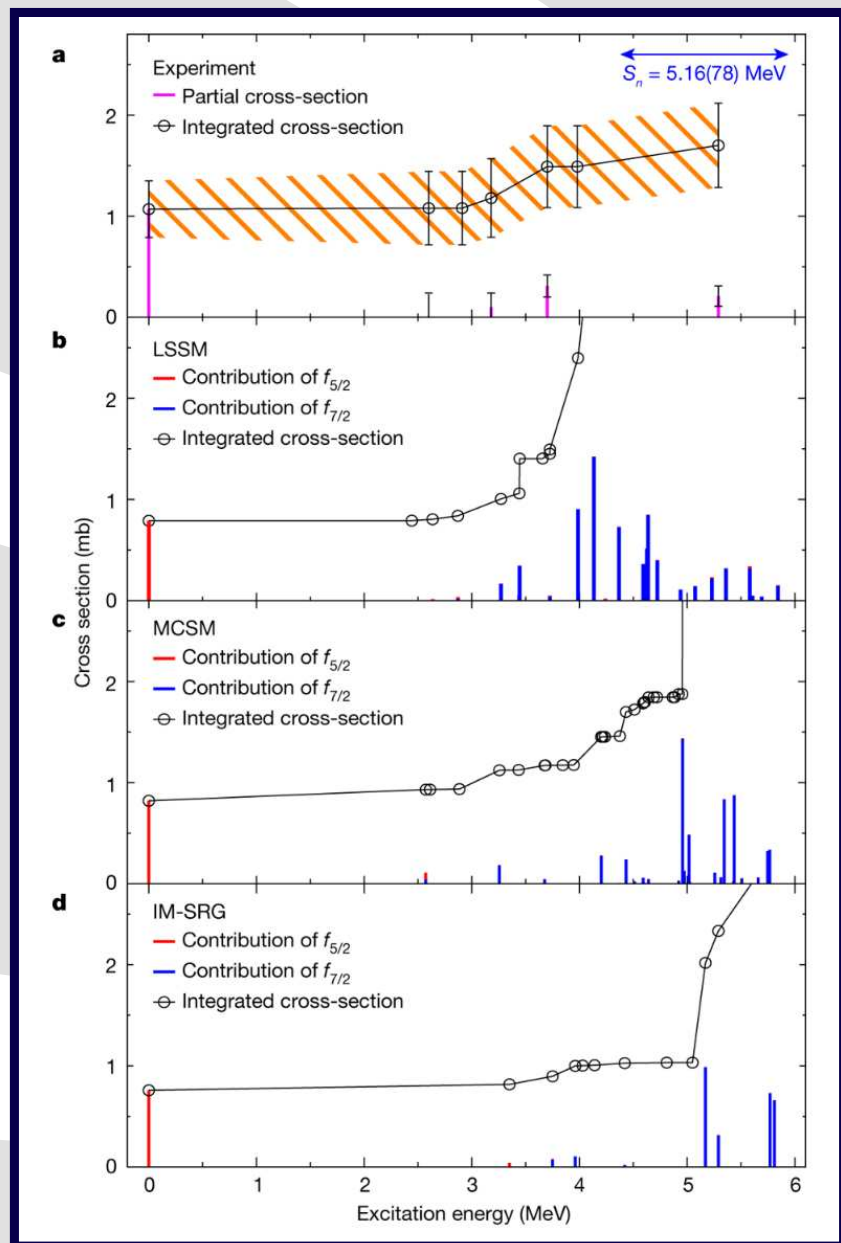 a
Experiment
Partial cross-section
Integrated cross-section
Sₙ = 5.16(78) MeV
2
1
0
b
LSSM
Contribution of f₅/₂
Contribution of f₇/₂
Integrated cross-section
2
1
0
c
MCSM
Contribution of f₅/₂
Contribution of f₇/₂
Integrated cross-section
2
1
0
d
IM-SRG
Contribution of f₅/₂
Contribution of f₇/₂
Integrated cross-section
2
1
0
Cross section (mb)
0 1 2 3 4 5 6
Excitation energy (MeV)